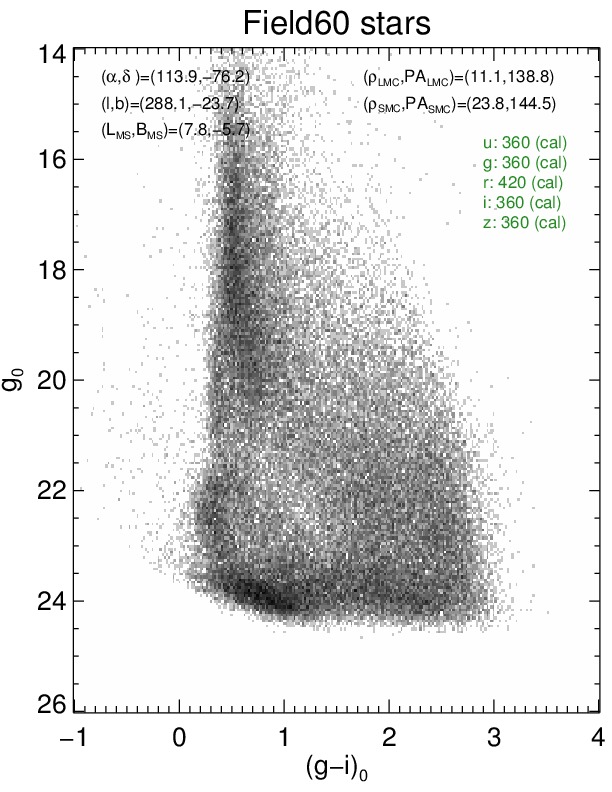 Field60 stars
(α,δ)=(113.9,−76.2)
(ρLMC,PALMC)=(11.1,138.8)
(l,b)=(288.1,−23.7)
(ρSMC,PASMC)=(23.8,144.5)
(LMS,BMS)=(7.8,−5.7)
u: 360 (cal)
g: 360 (cal)
r: 420 (cal)
i: 360 (cal)
z: 360 (cal)
14
16
18
20
22
24
26
g0
−1
0
1
2
3
4
(g−i)0